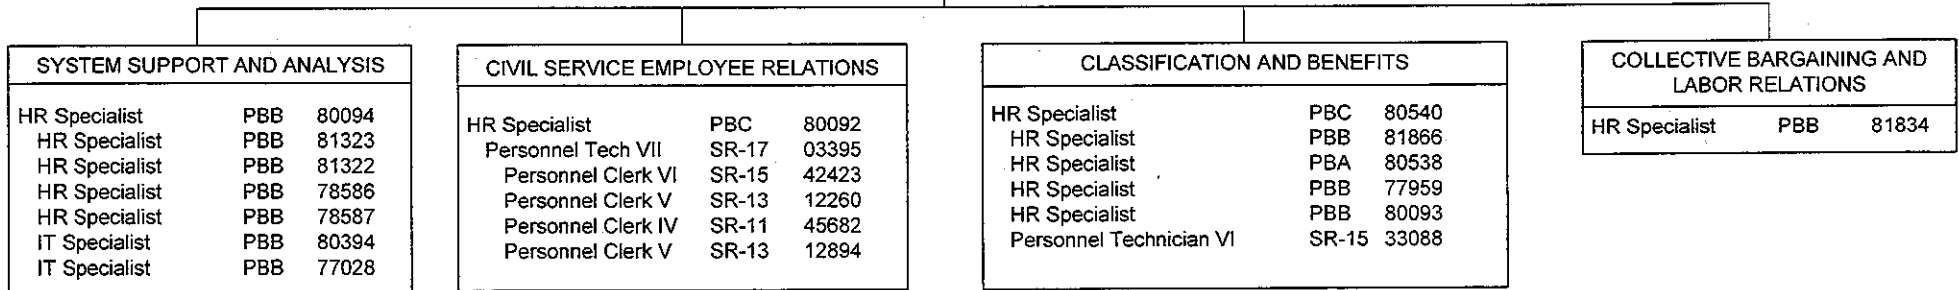 SYSTEM SUPPORT AND ANALYSIS
HR Specialist PBB 80094
HR Specialist PBB 81323
HR Specialist PBB 81322
HR Specialist PBB 78586
HR Specialist PBB 78587
IT Specialist PBB 80394
IT Specialist PBB 77028
CIVIL SERVICE EMPLOYEE RELATIONS
HR Specialist PBC 80092
Personnel Tech VII SR-17 03395
Personnel Clerk VI SR-15 42423
Personnel Clerk V SR-13 12260
Personnel Clerk IV SR-11 45682
Personnel Clerk V SR-13 12894
CLASSIFICATION AND BENEFITS
HR Specialist PBC 80540
HR Specialist PBB 81866
HR Specialist PBA 80538
HR Specialist PBB 77959
HR Specialist PBB 80093
Personnel Technician VI SR-15 33088
COLLECTIVE BARGAINING AND
LABOR RELATIONS
HR Specialist PBB 81834